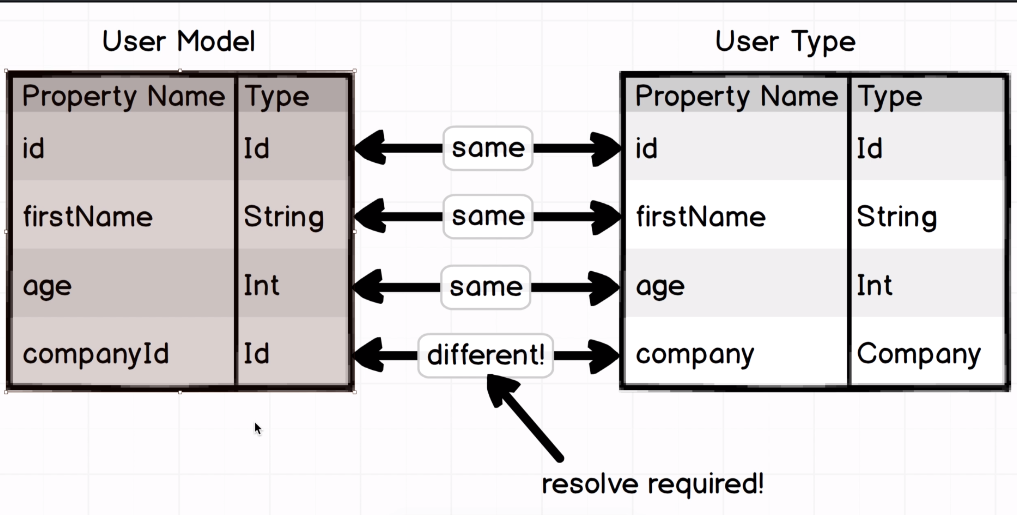 User Model
User Type
Property Name Type
Property Name Type
id Id
same
id Id
firstName String
same
firstName String
age Int
same
age Int
companyId Id
different!
company Company
resolve required!